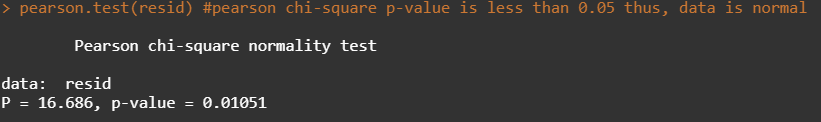 > pearson.test(resid) #pearson chi-square p-value is less than 0.05 thus, data is normal
Pearson chi-square normality test
data:  resid
P = 16.686, p-value = 0.01051